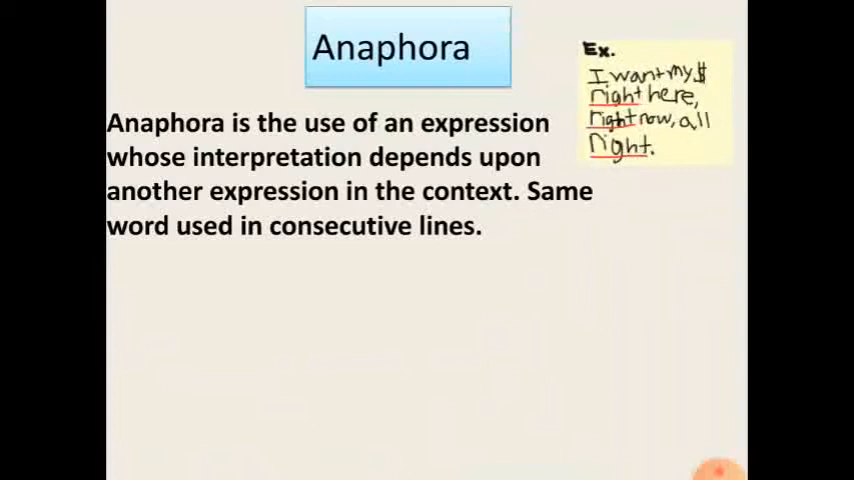 Anaphora
Ex.
I want my $
right here,
right now, all
right.
Anaphora is the use of an expression
whose interpretation depends upon
another expression in the context. Same
word used in consecutive lines.